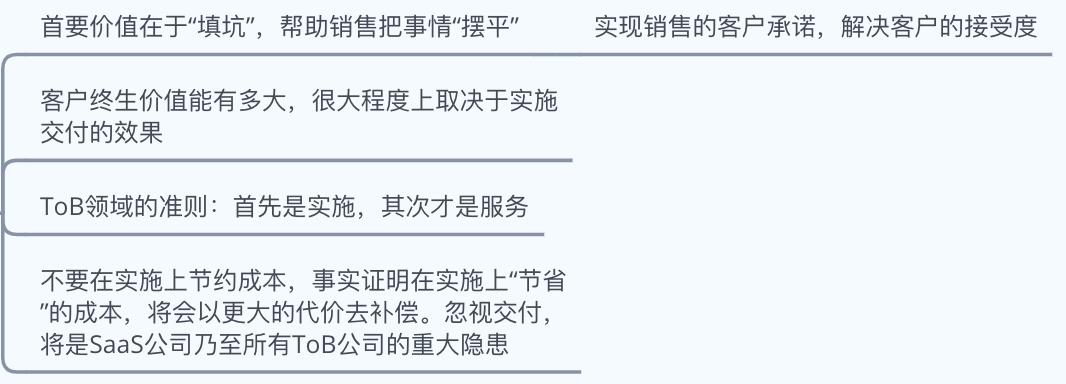 首要价值在于“填坑”，帮助销售把事情“摆平”
实现销售的客户承诺，解决客户的接受度
客户终生价值能有多大，很大程度上取决于实施
交付的效果
ToB领域的准则：首先是实施，其次才是服务
不要在实施上节约成本，事实证明在实施上“节省
”的成本，将会以更大的代价去补偿。忽视交付，
将是SaaS公司乃至所有ToB公司的重大隐患